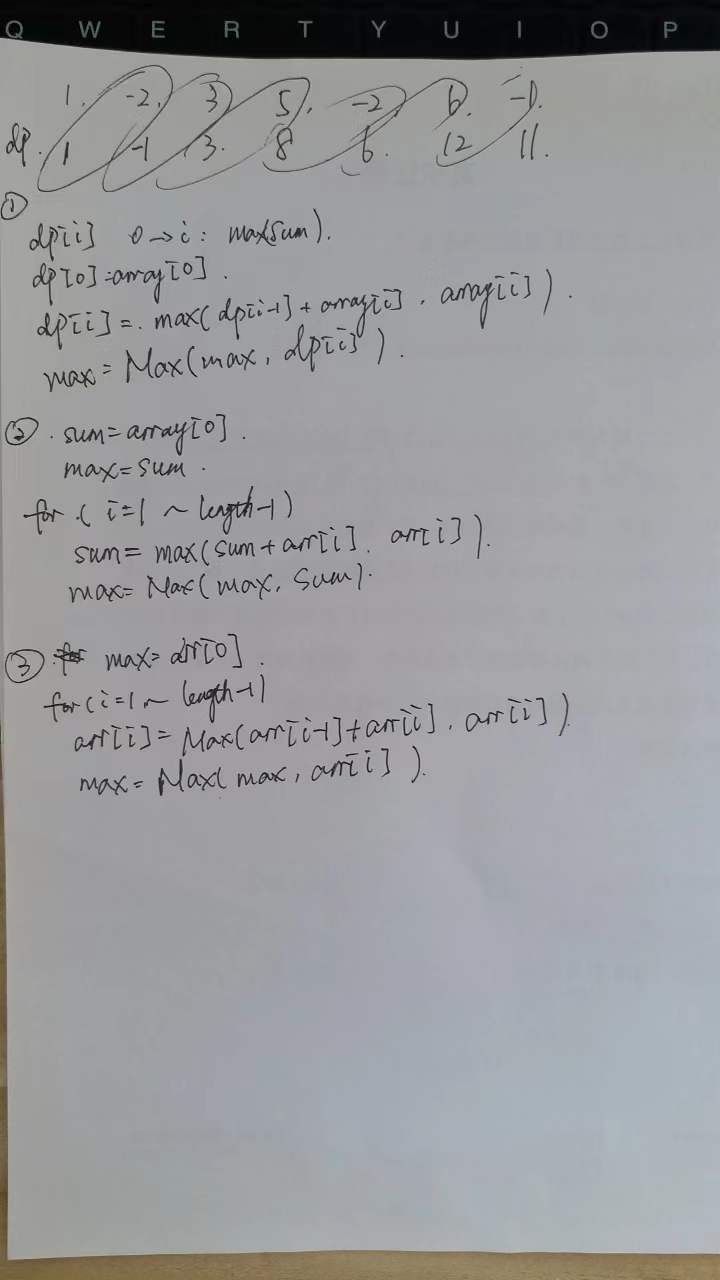 Q W E R T Y U I O P
1. -2. 3 5. -2. 6. -1.
dp. 1 -1 3. 8 6. 12 11.
①
dp[i] 0→i: max(sum).
dp[0]=array[0].
dp[i]=. max(dp[i-1]+array[i], array[i]).
max=Max(max, dp[i]).
②. sum=array[0].
max=sum.
for.(i=1~length-1)
sum=max(sum+arr[i], arr[i]).
max=Max(max, sum).
③ max=arr[0].
for(i=1~length-1)
arr[i]=Max(arr[i-1]+arr[i], arr[i]).
max=Max(max, arr[i]).